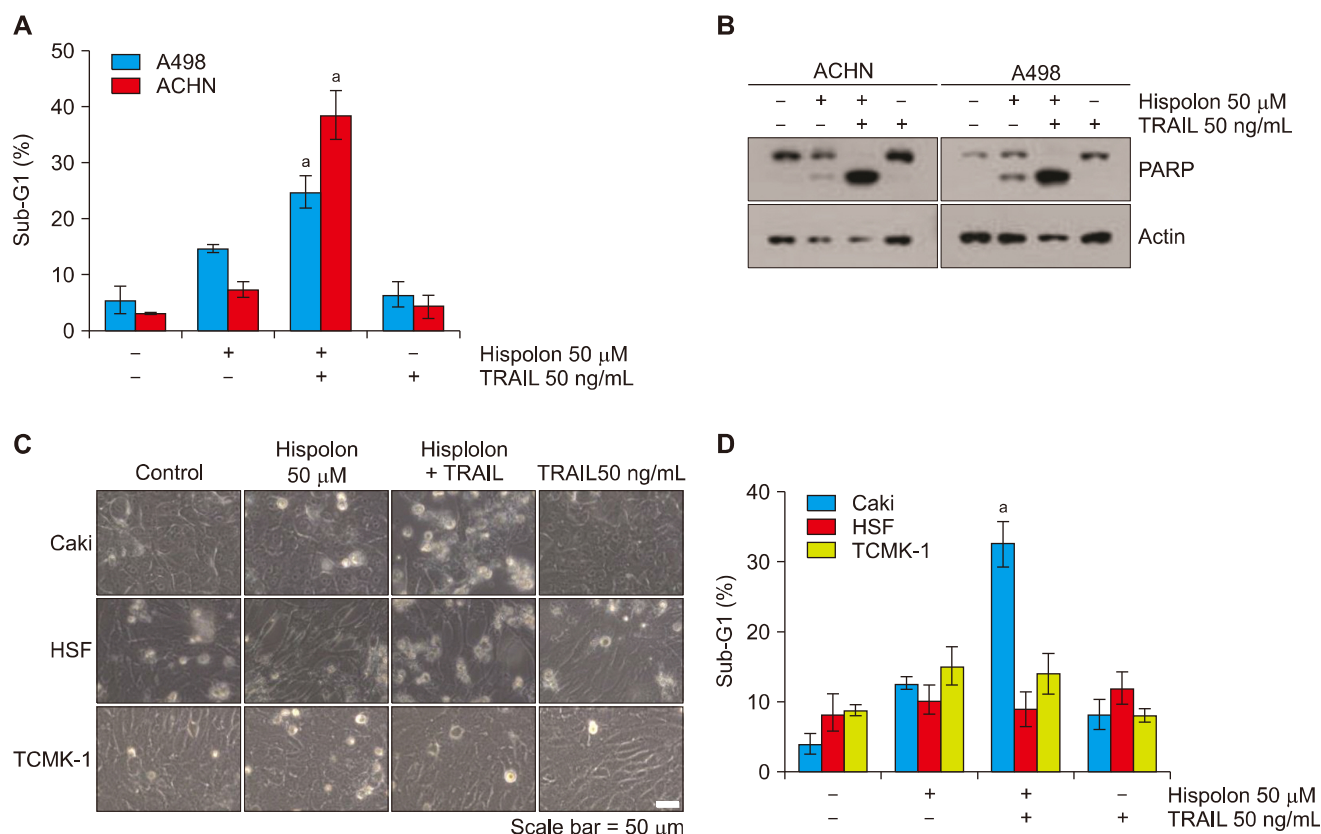 A
50
40
30
20
10
0
Sub-G1 (%)
A498
ACHN
a
a
– + + – Hispolon 50 μM
– – + + TRAIL 50 ng/mL
B
ACHN A498
– + + – – + + – Hispolon 50 μM
– – + + – – + + TRAIL 50 ng/mL
PARP
Actin
C
Control Hispolon 50 μM Hisplolon + TRAIL TRAIL50 ng/mL
Caki
HSF
TCMK-1
Scale bar = 50 μm
D
40
30
20
10
0
Sub-G1 (%)
Caki
HSF
TCMK-1
a
– + + – Hispolon 50 μM
– – + + TRAIL 50 ng/mL